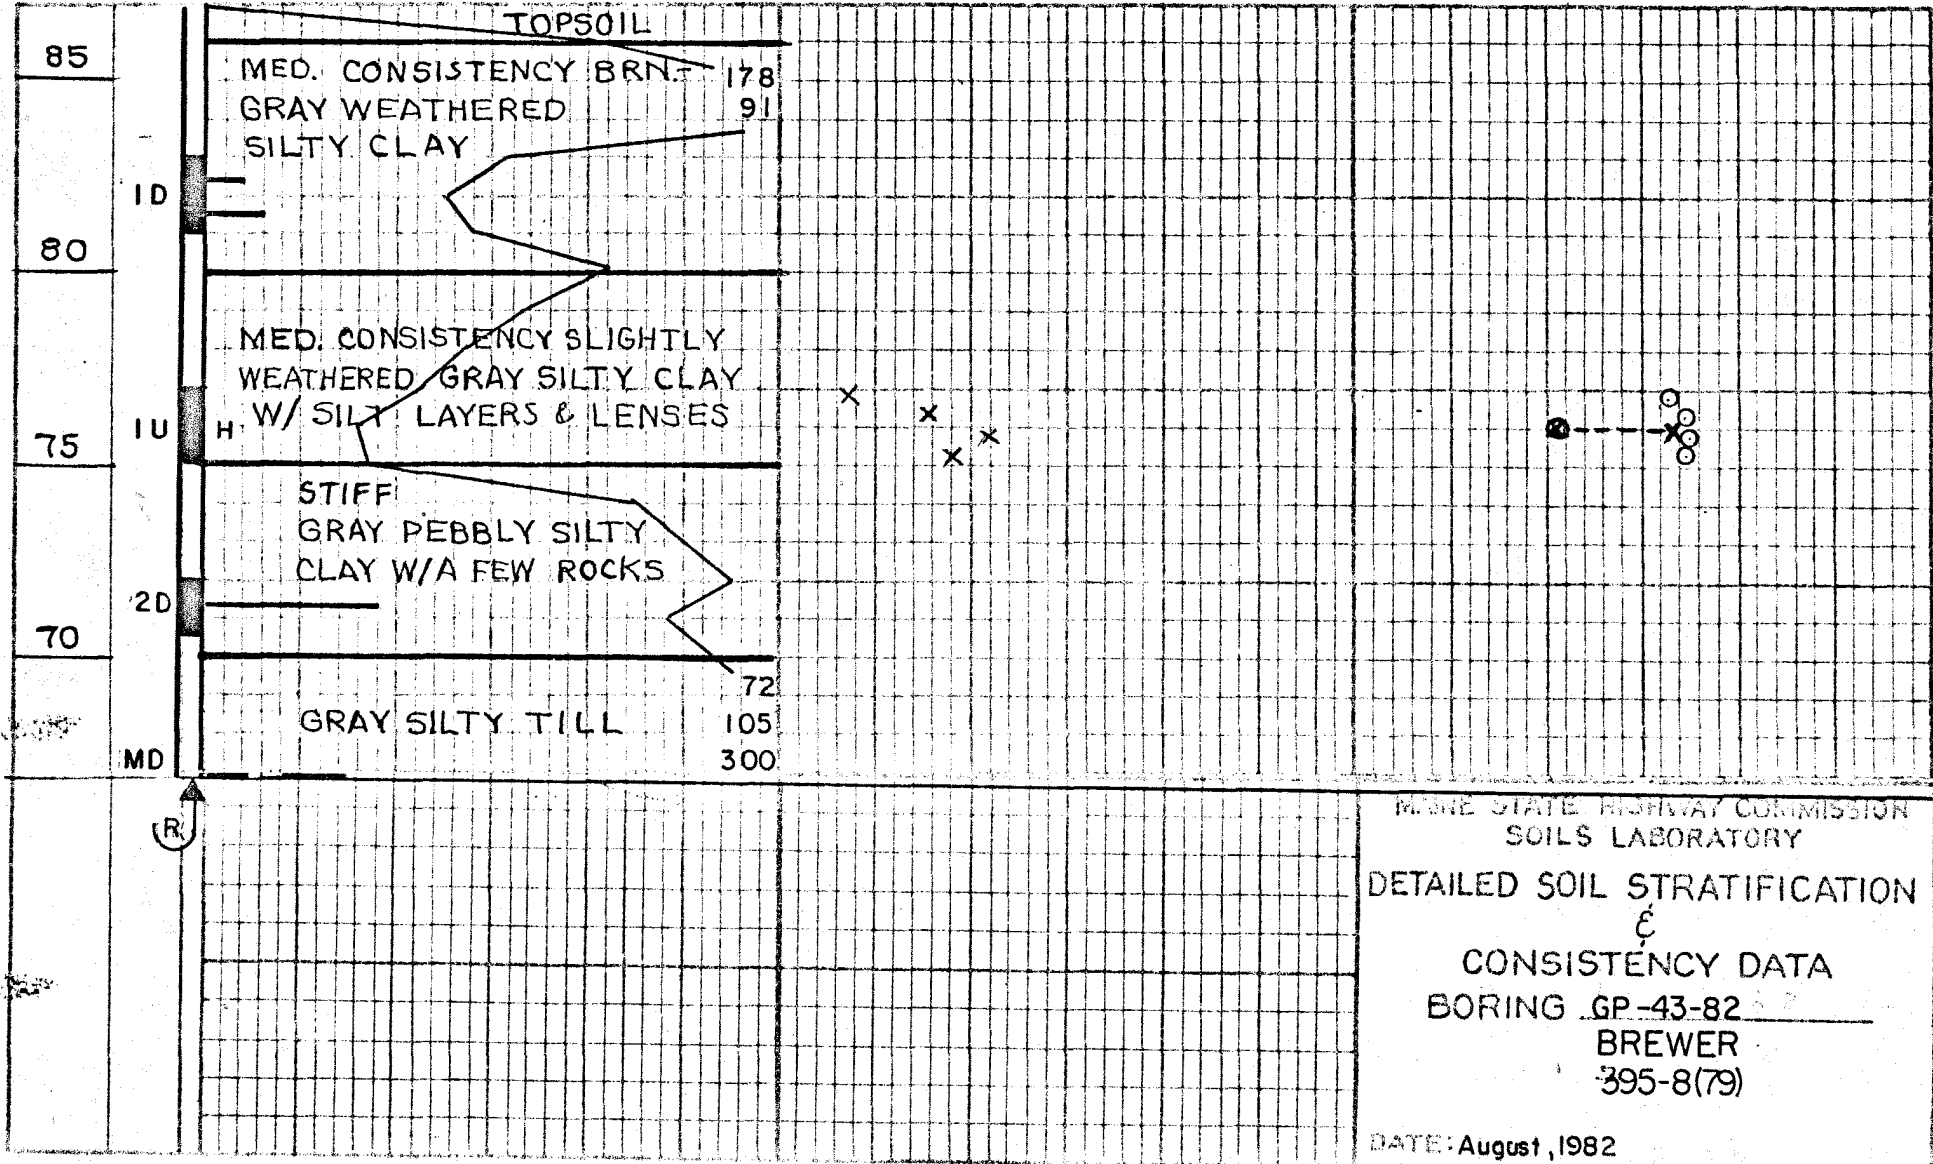 TOPSOIL
85
MED. CONSISTENCY BRN.- 178
GRAY WEATHERED 91
SILTY CLAY
1D
80
MED. CONSISTENCY SLIGHTLY
WEATHERED GRAY SILTY CLAY
W/ SILT LAYERS & LENSES
1U H
75
STIFF
GRAY PEBBLY SILTY
CLAY W/A FEW ROCKS
2D
70
72
GRAY SILTY TILL 105
MD 300
R
MAINE STATE HIGHWAY COMMISSION
SOILS LABORATORY
DETAILED SOIL STRATIFICATION
&
CONSISTENCY DATA
BORING GP-43-82
BREWER
395-8(79)
DATE: August, 1982